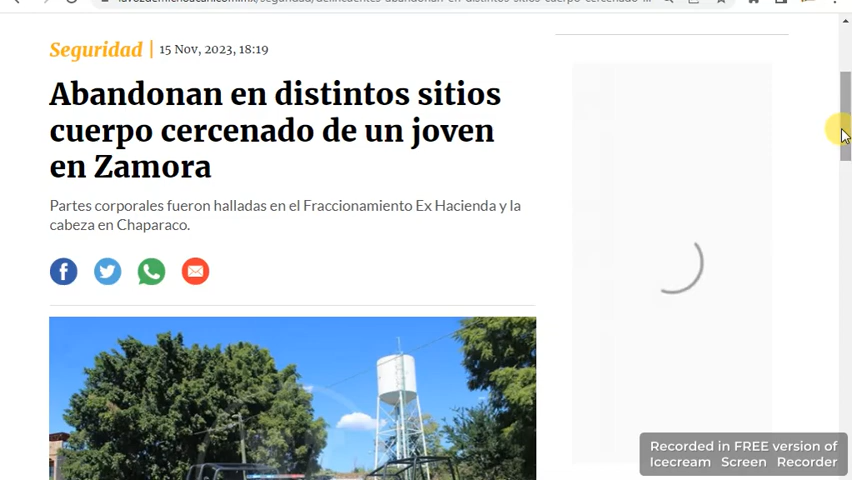 Seguridad | 15 Nov, 2023, 18:19
Abandonan en distintos sitios
cuerpo cercenado de un joven
en Zamora
Partes corporales fueron halladas en el Fraccionamiento Ex Hacienda y la
cabeza en Chaparaco.
Recorded in FREE version of
Icecream Screen Recorder